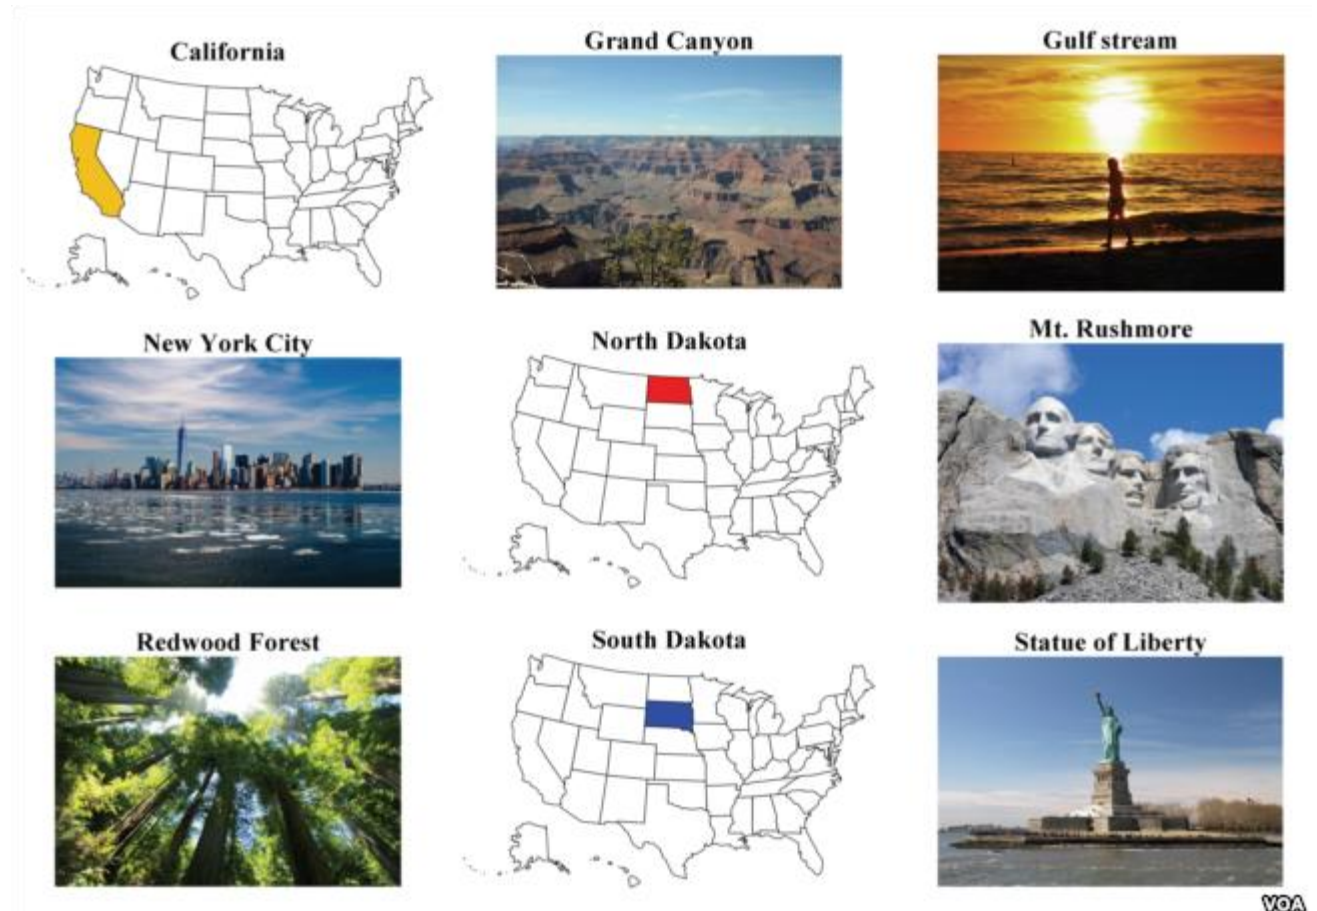 California
Grand Canyon
Gulf stream
New York City
North Dakota
Mt. Rushmore
Redwood Forest
South Dakota
Statue of Liberty
VOA